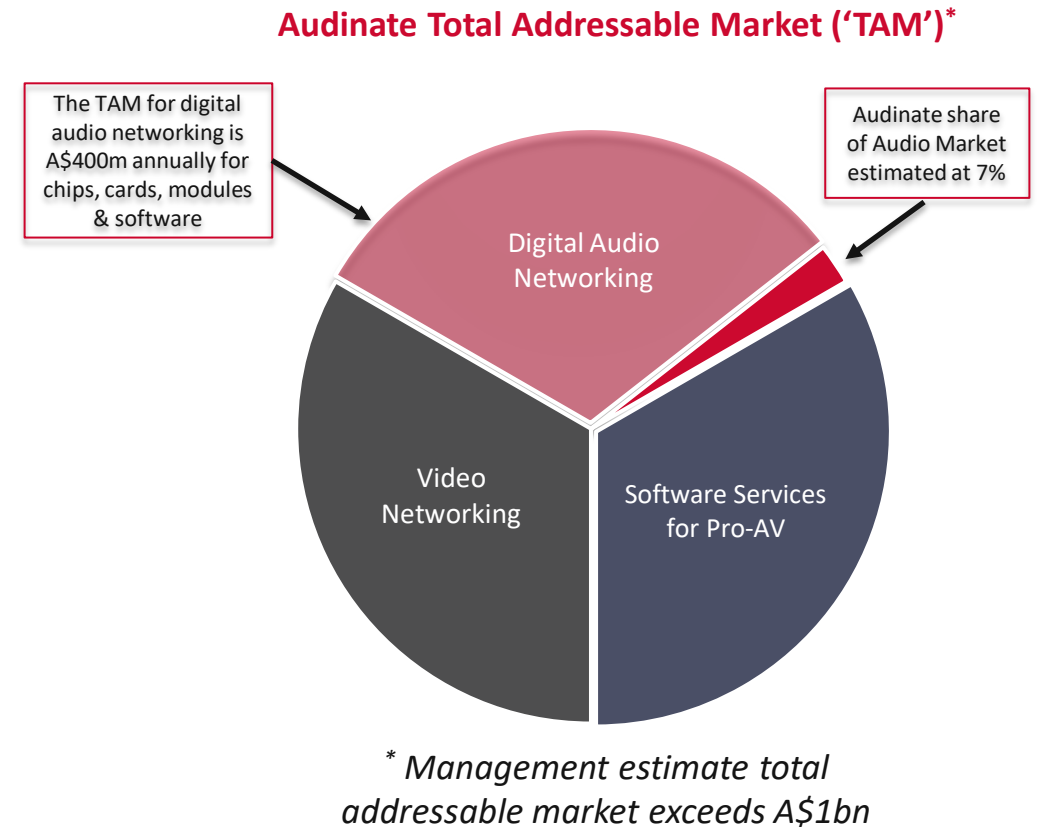 Audinate Total Addressable Market (‘TAM’)*
The TAM for digital
audio networking is
A$400m annually for
chips, cards, modules
& software
Audinate share
of Audio Market
estimated at 7%
Digital Audio
Networking
Video
Networking
Software Services
for Pro-AV
* Management estimate total
addressable market exceeds A$1bn